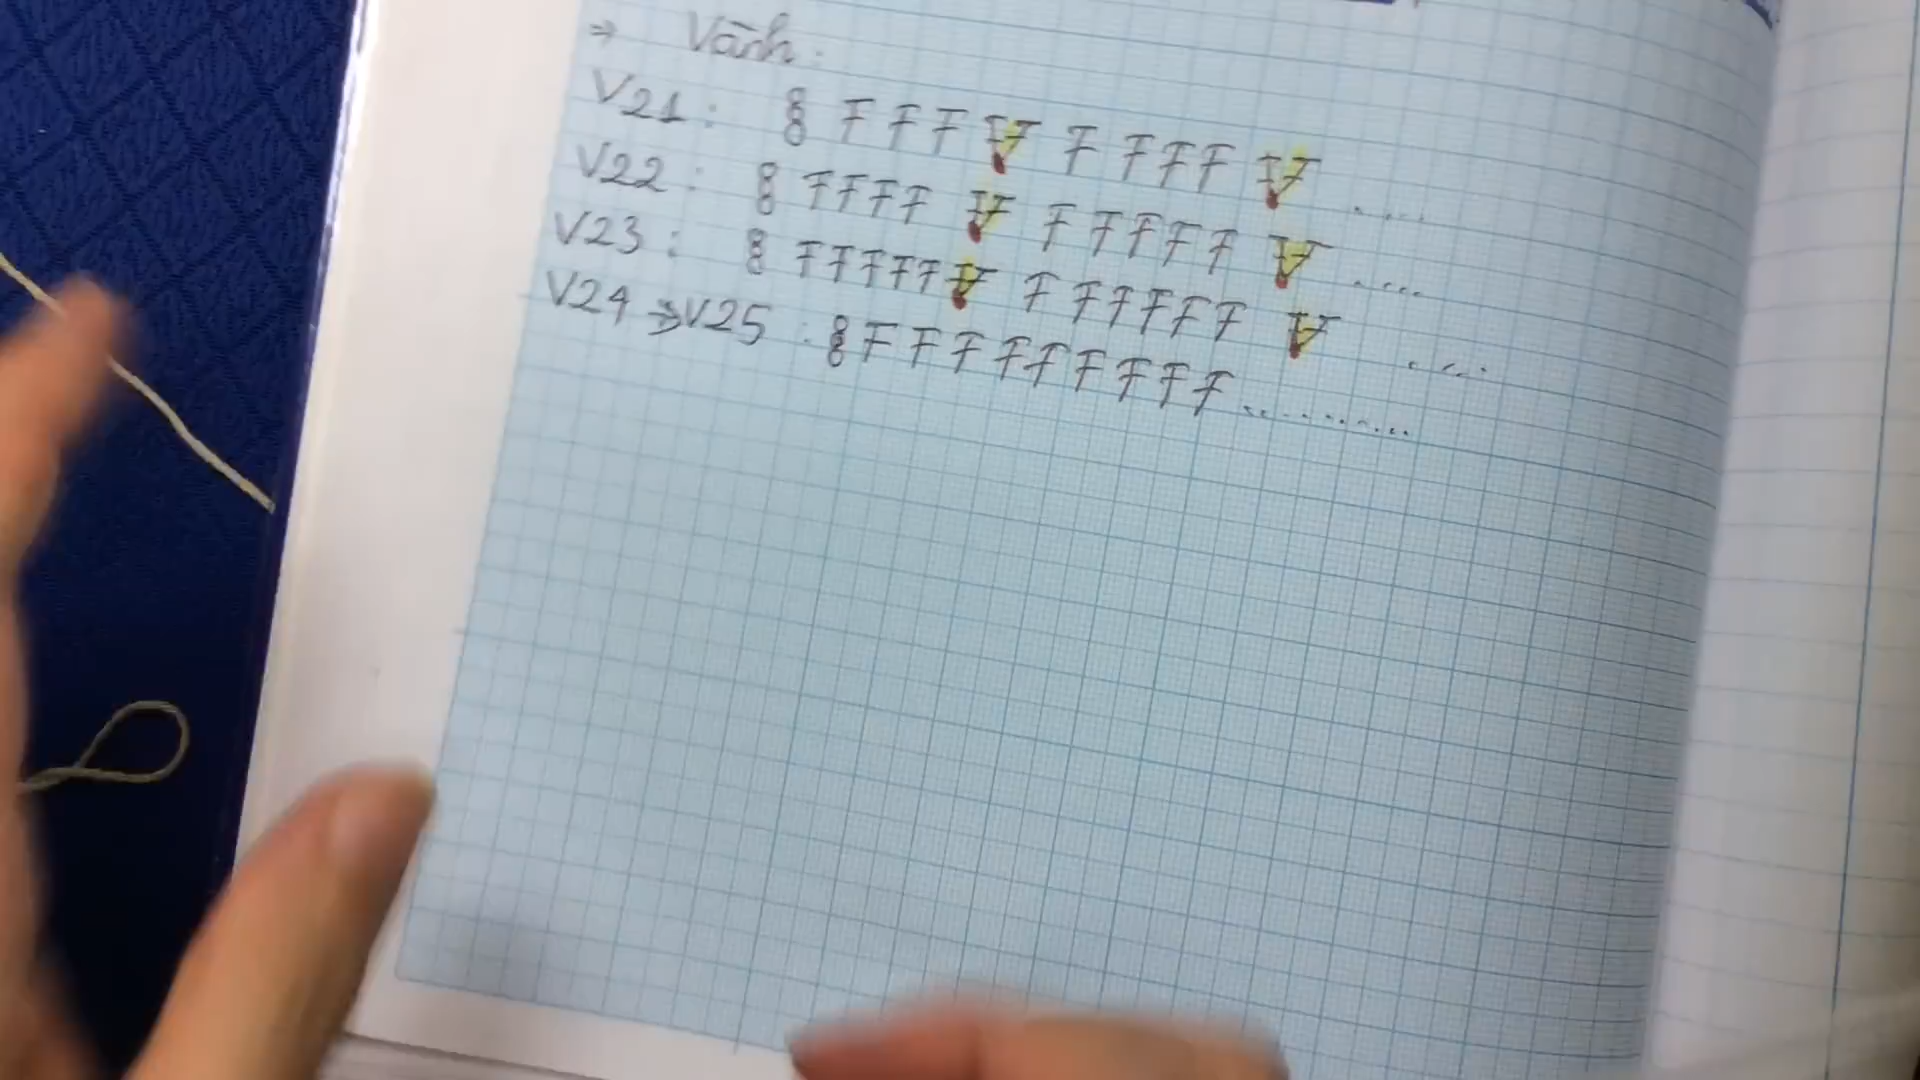 ⇒ Vành:
V21: 8 F F F V F F F F V ....
V22: 8 F F F F V F F F F F V ....
V23: 8 F F F F F V F F F F F F V ....
V24 ⇒ V25: 8 F F F F F F F F F ..........